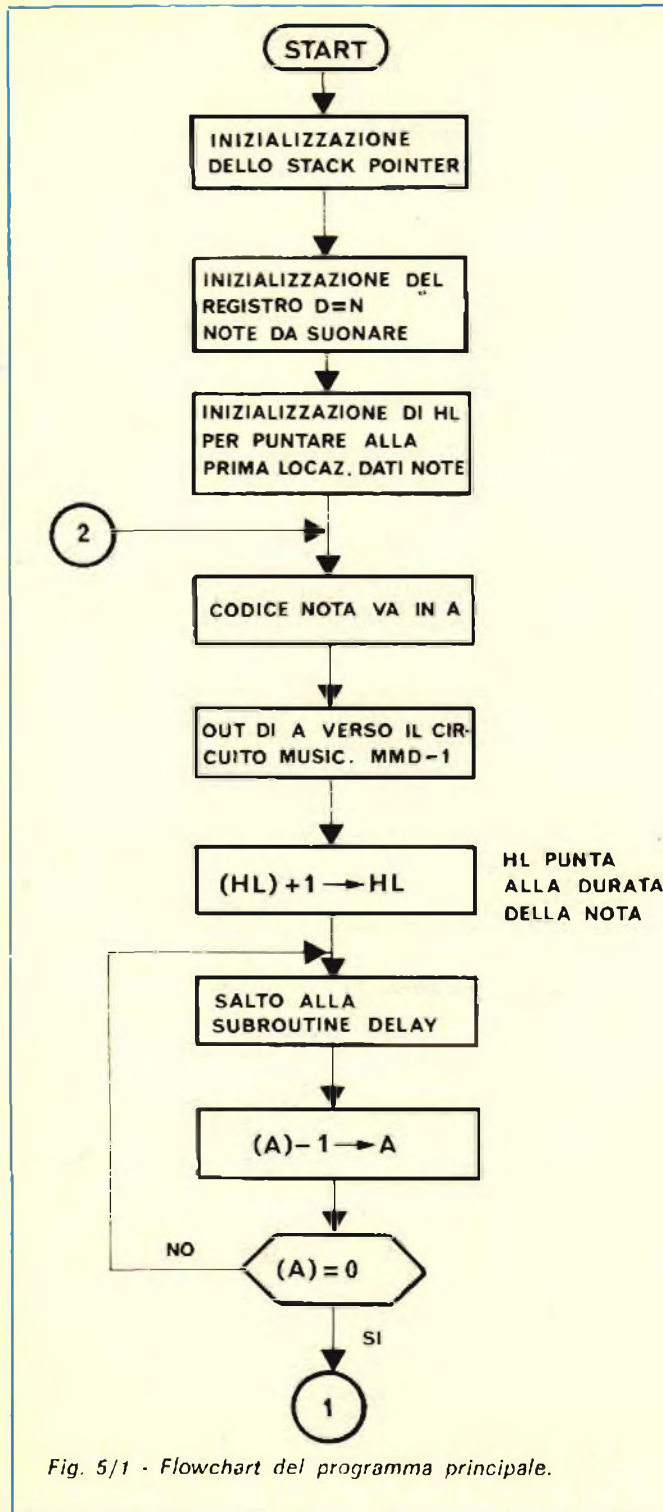 START
INIZIALIZZAZIONE
DELLO STACK POINTER
INIZIALIZZAZIONE DEL
REGISTRO D=N
NOTE DA SUONARE
INIZIALIZZAZIONE DI HL
PER PUNTARE ALLA
PRIMA LOCAZ. DATI NOTE
2
CODICE NOTA VA IN A
OUT DI A VERSO IL CIR-
CUITO MUSIC. MMD-1
(HL)+1→HL
HL PUNTA
ALLA DURATA
DELLA NOTA
SALTO ALLA
SUBROUTINE DELAY
(A)-1→A
NO
(A)=0
SI
1
Fig. 5/1 - Flowchart del programma principale.